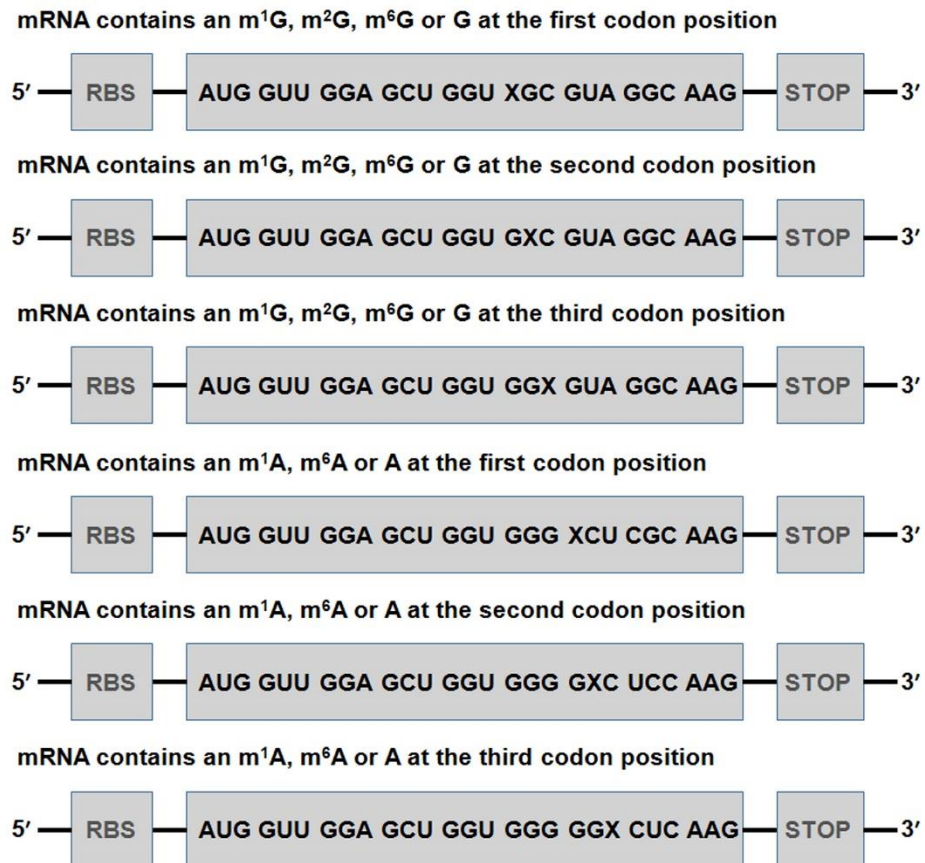 mRNA contains an m¹G, m²G, m⁶G or G at the first codon position
5′ RBS AUG GUU GGA GCU GGU XGC GUA GGC AAG STOP 3′
mRNA contains an m¹G, m²G, m⁶G or G at the second codon position
5′ RBS AUG GUU GGA GCU GGU GXC GUA GGC AAG STOP 3′
mRNA contains an m¹G, m²G, m⁶G or G at the third codon position
5′ RBS AUG GUU GGA GCU GGU GGX GUA GGC AAG STOP 3′
mRNA contains an m¹A, m⁶A or A at the first codon position
5′ RBS AUG GUU GGA GCU GGU GGG XCU CGC AAG STOP 3′
mRNA contains an m¹A, m⁶A or A at the second codon position
5′ RBS AUG GUU GGA GCU GGU GGG GXC UCC AAG STOP 3′
mRNA contains an m¹A, m⁶A or A at the third codon position
5′ RBS AUG GUU GGA GCU GGU GGG GGX CUC AAG STOP 3′